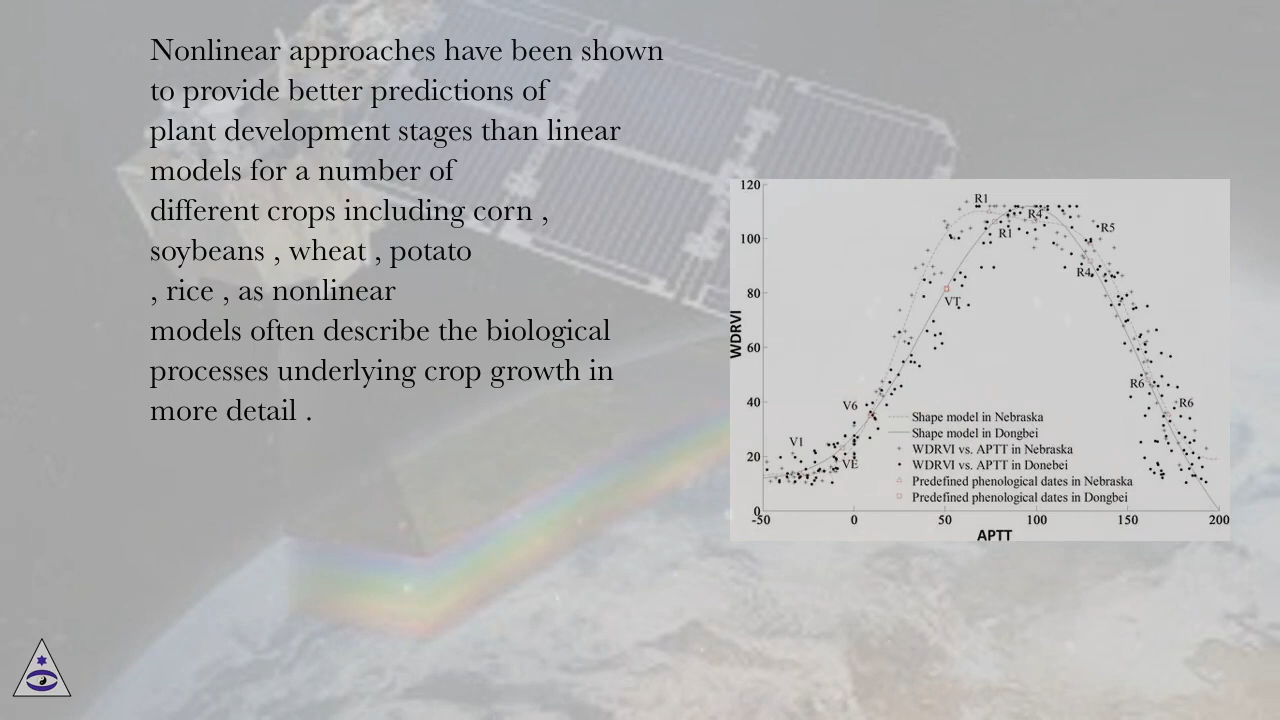 Nonlinear approaches have been shown
to provide better predictions of
plant development stages than linear
models for a number of
different crops including corn ,
soybeans , wheat , potato
, rice , as nonlinear
models often describe the biological
processes underlying crop growth in
more detail .
120
100
80
60
40
20
0
WDRVI
-50 0 50 100 150 200
APTT
R1
R4
R1
R5
R4
VT
V6
V1
VE
R6
R6
Shape model in Nebraska
Shape model in Dongbei
WDRVI vs. APTT in Nebraska
WDRVI vs. APTT in Donebei
Predefined phenological dates in Nebraska
Predefined phenological dates in Dongbei